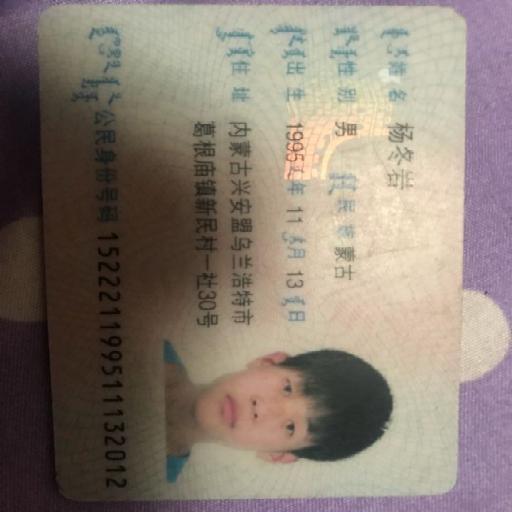 姓名 杨冬岩
性别 男 民族 蒙古
出生 1995 年 11 月 13 日
住址 内蒙古兴安盟乌兰浩特市
葛根庙镇新民村一社30号
公民身份号码 152221199511132012